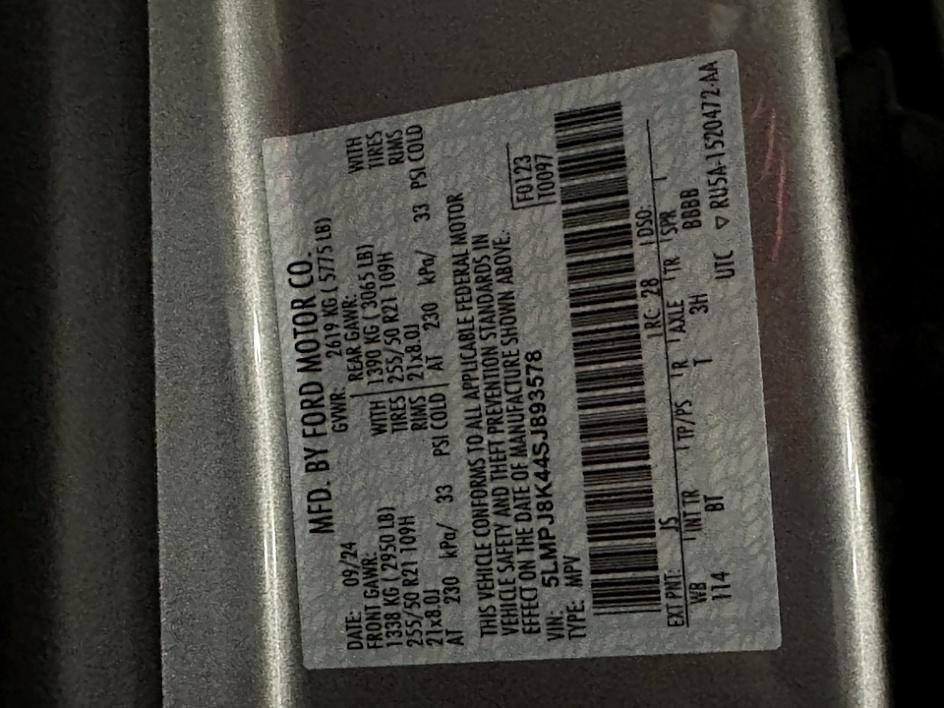 MFD. BY FORD MOTOR CO.
DATE: 09/24 GVWR: 2619 KG ( 5775 LB)
FRONT GAWR: REAR GAWR:
1338 KG ( 2950 LB) WITH 1390 KG ( 3065 LB) WITH
255/50 R21 109H TIRES 255/50 R21 109H TIRES
21x8.0J RIMS 21x8.0J RIMS
AT 230 kPa/ 33 PSI COLD AT 230 kPa/ 33 PSI COLD
THIS VEHICLE CONFORMS TO ALL APPLICABLE FEDERAL MOTOR
VEHICLE SAFETY AND THEFT PREVENTION STANDARDS IN
EFFECT ON THE DATE OF MANUFACTURE SHOWN ABOVE.
F0123
T0097
VIN: 5LMPJ8K44SJ893578
TYPE: MPV
EXT PNT: JS RC: 28 DSO:
WB INT TR TP/PS R AXLE TR SPR
114 BT T 3H BBBB
UTC ▽ RU5A-1520472-AA